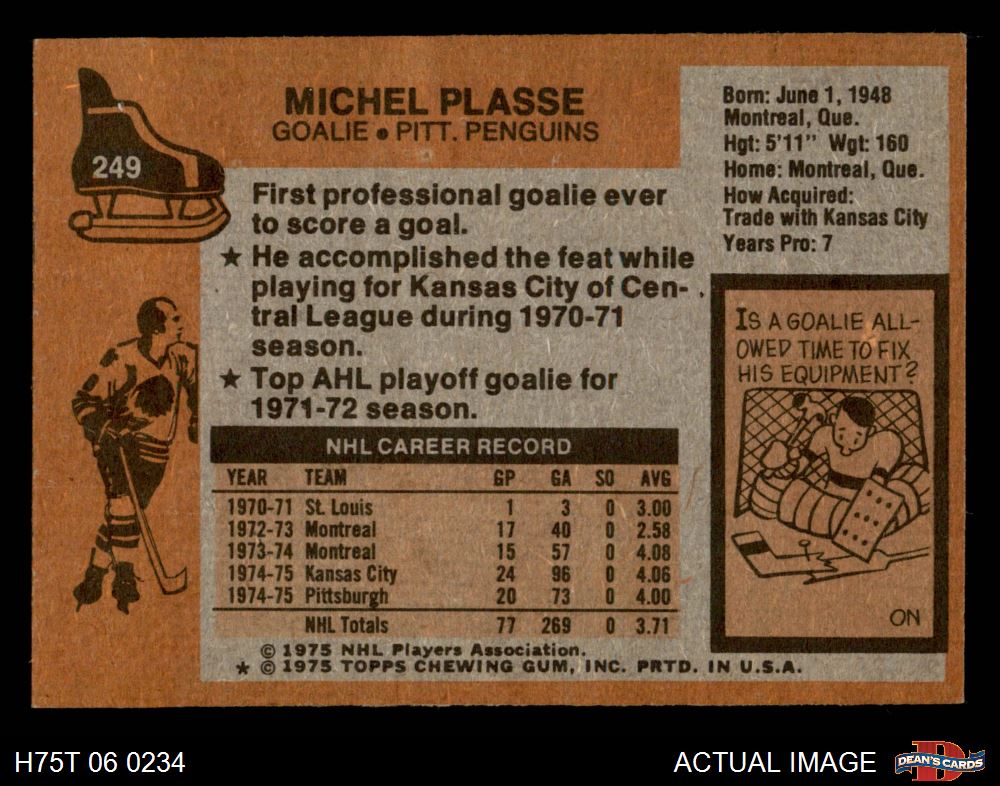 249
MICHEL PLASSE
GOALIE • PITT. PENGUINS
Born: June 1, 1948
Montreal, Que.
Hgt: 5'11" Wgt: 160
Home: Montreal, Que.
How Acquired:
Trade with Kansas City
Years Pro: 7
First professional goalie ever
to score a goal.
★ He accomplished the feat while
playing for Kansas City of Cen-
tral League during 1970-71
season.
★ Top AHL playoff goalie for
1971-72 season.
NHL CAREER RECORD
YEAR TEAM GP GA SO AVG
1970-71 St. Louis 1 3 0 3.00
1972-73 Montreal 17 40 0 2.58
1973-74 Montreal 15 57 0 4.08
1974-75 Kansas City 24 96 0 4.06
1974-75 Pittsburgh 20 73 0 4.00
NHL Totals 77 269 0 3.71
© 1975 NHL Players Association.
★ © 1975 TOPPS CHEWING GUM, INC. PRTD. IN U.S.A.
IS A GOALIE ALL-
OWED TIME TO FIX
HIS EQUIPMENT?
ON
H75T 06 0234
ACTUAL IMAGE
D
DEAN'S CARDS